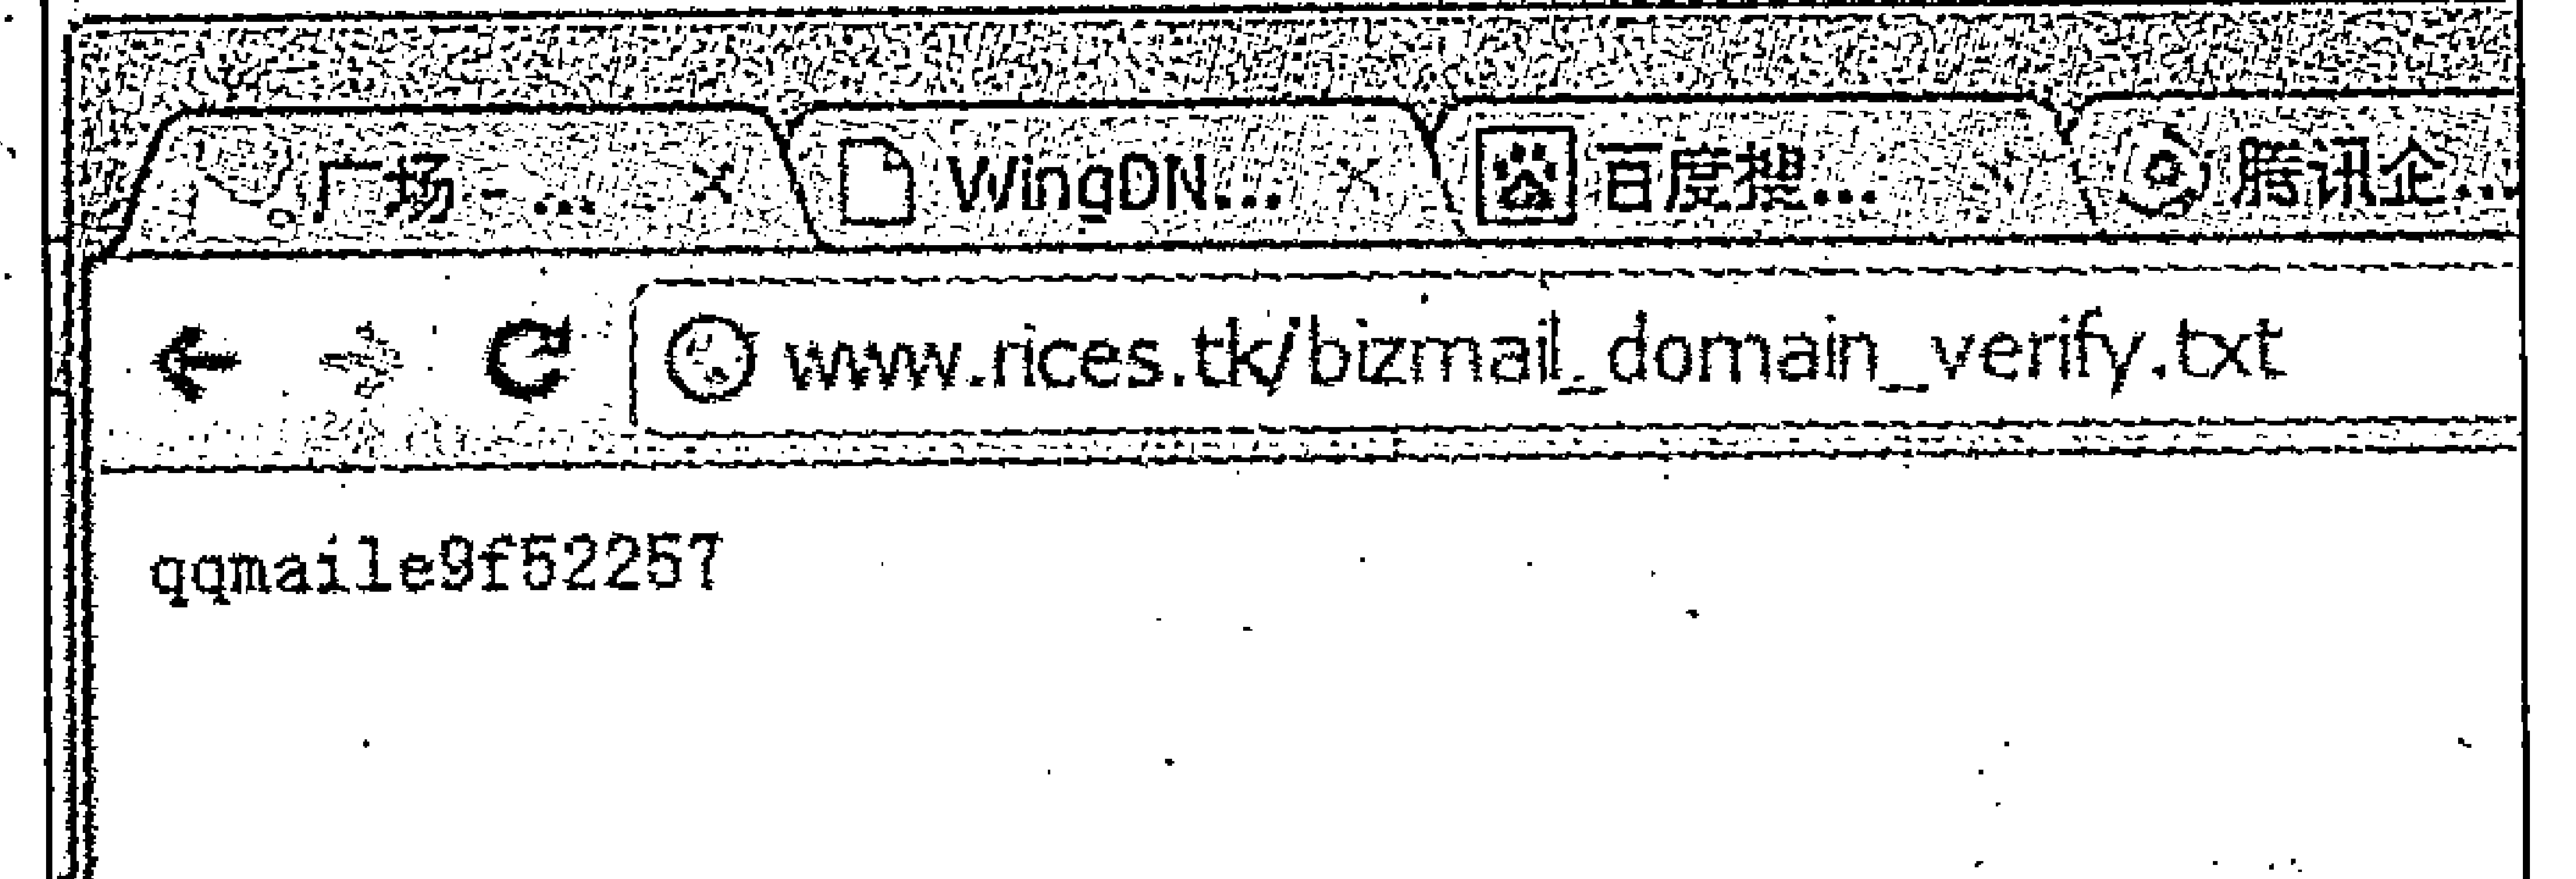 广场 - ... WingDN... 百度搜... 腾讯企...
www.rices.tk/bizmail_domain_verify.txt
qqmaile9f52257